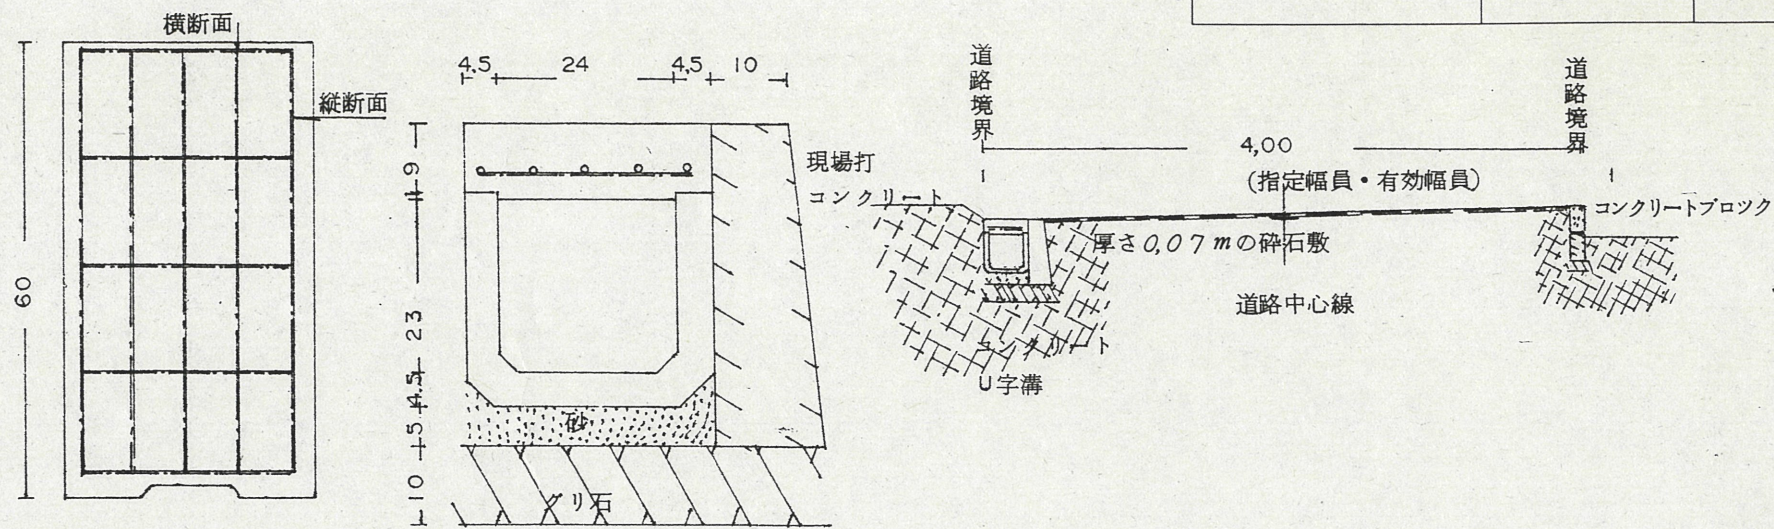 横断面
縦断面
60
4,5 24 4,5 10
9
23
4,5
5
10
現場打
コンクリート
砂
グリ石
道路境界
道路境界
4,00
(指定幅員・有効幅員)
コンクリートブロツク
厚さ0,07mの砕石敷
道路中心線
コンクリート
U字溝